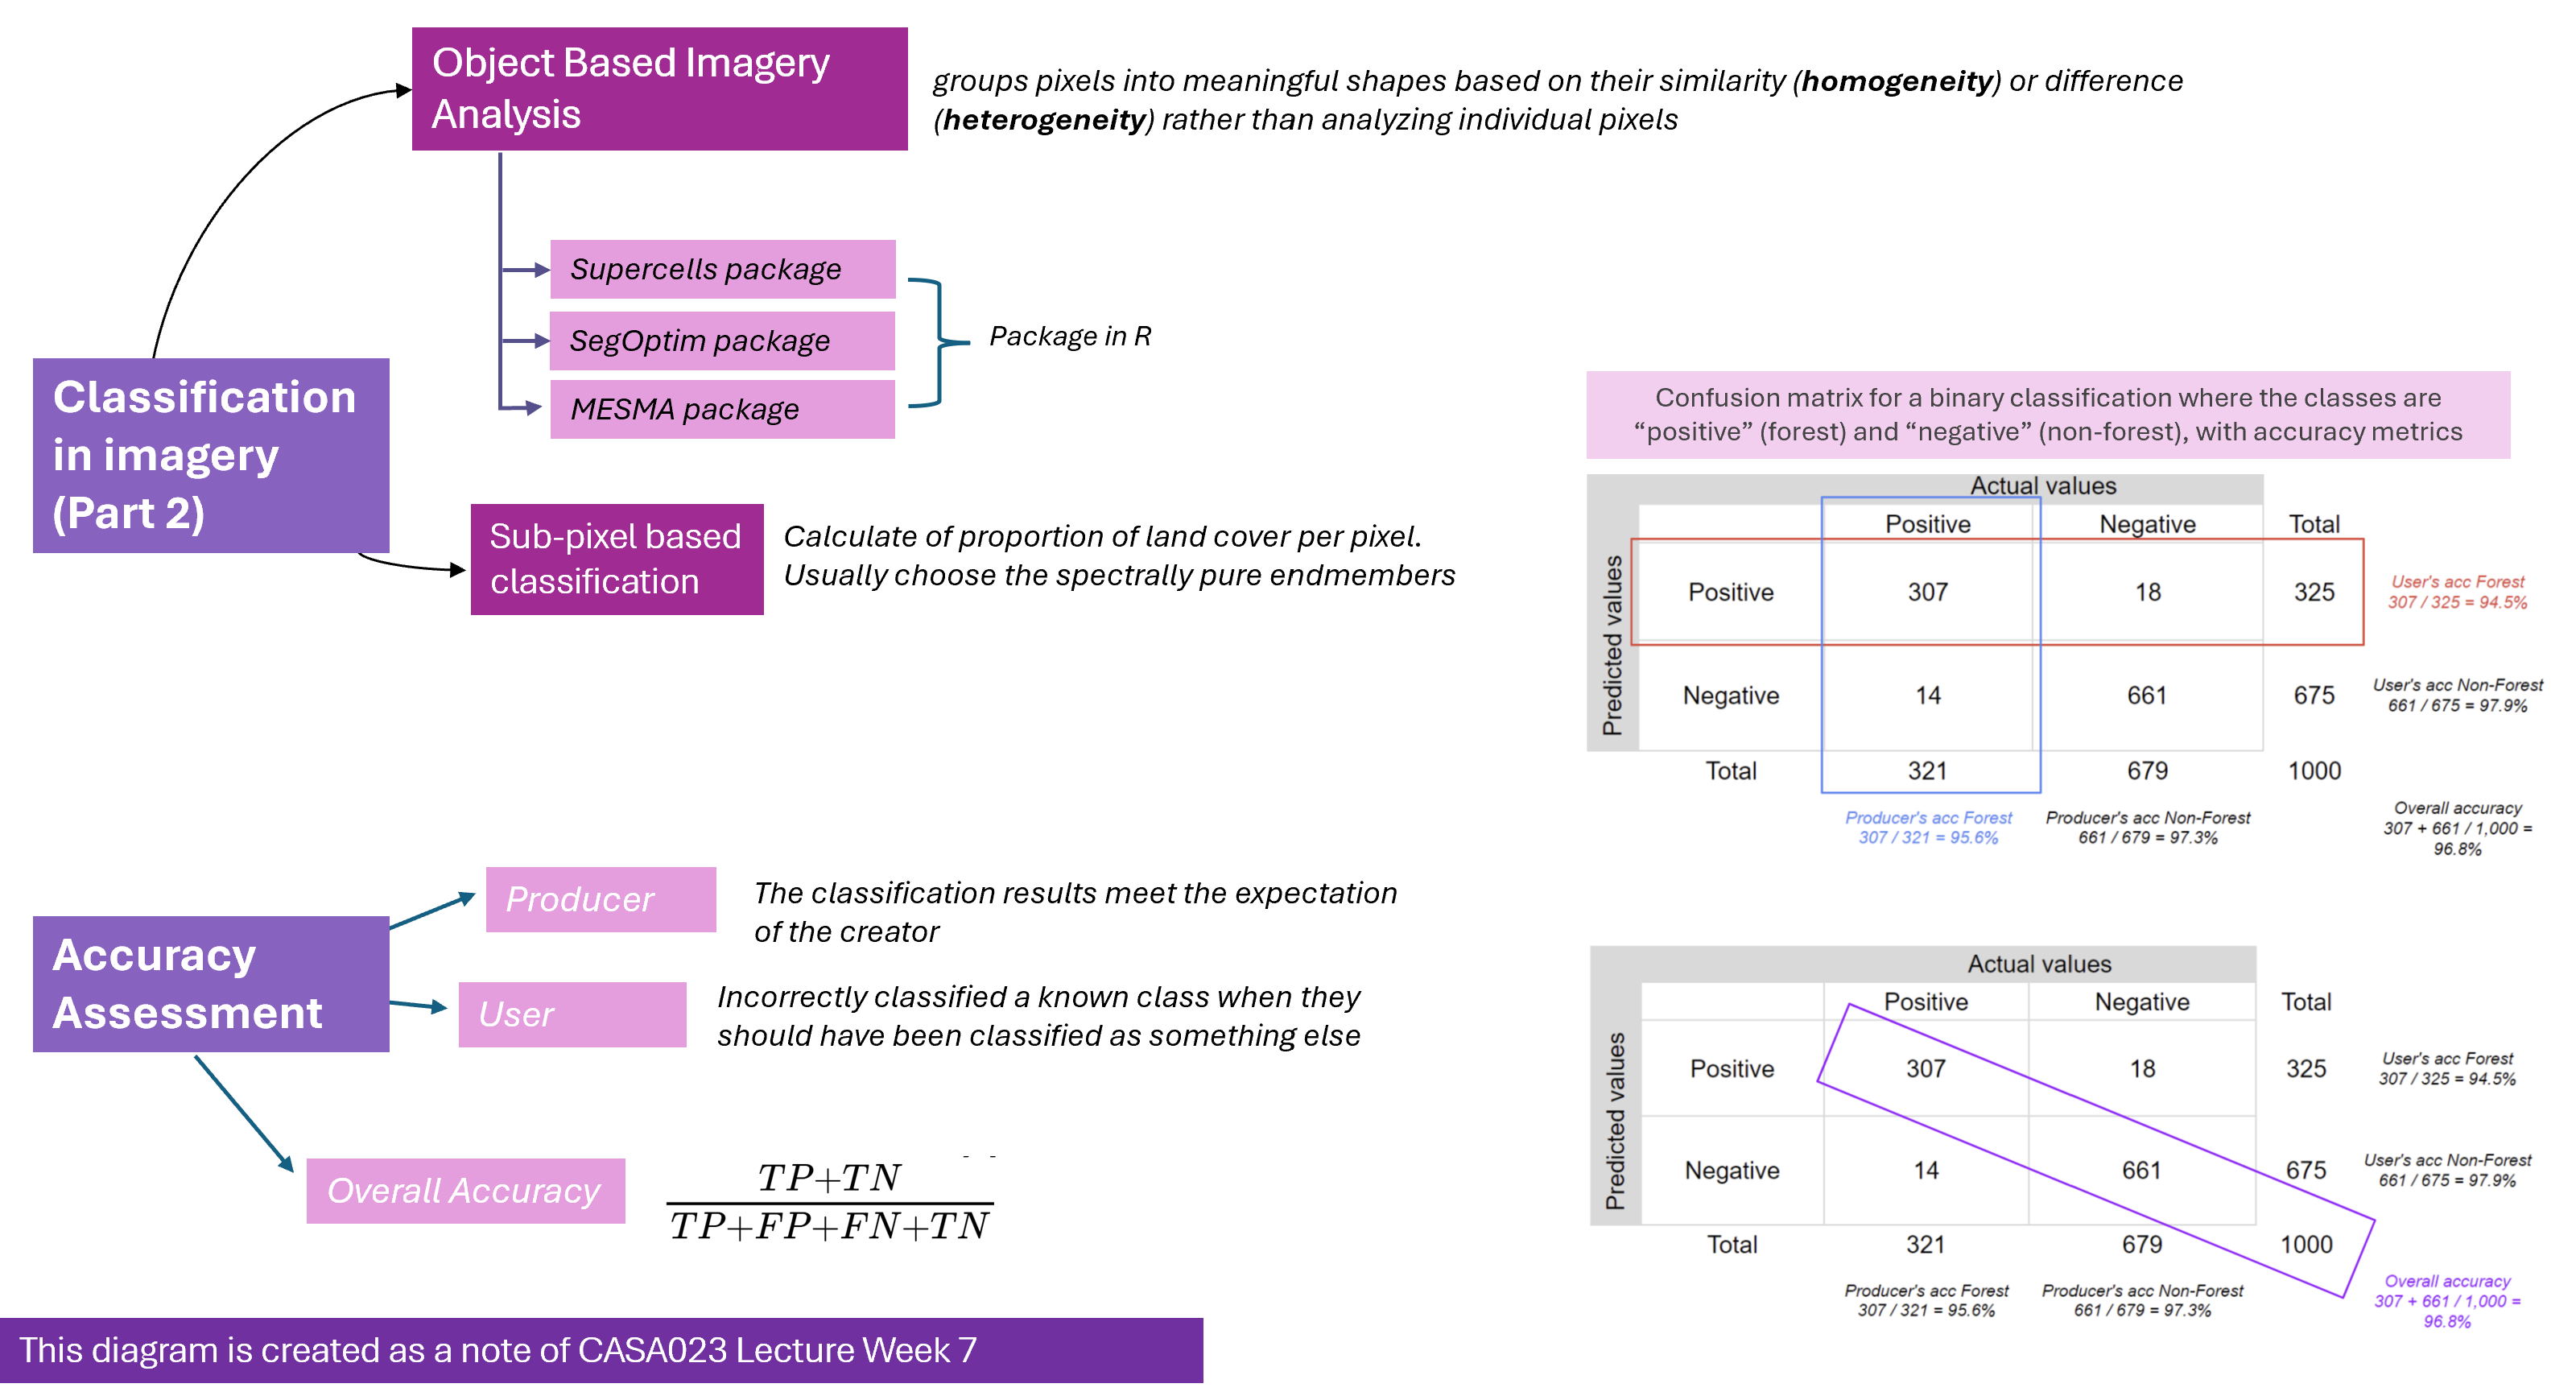 Object Based Imagery
Analysis
groups pixels into meaningful shapes based on their similarity (homogeneity) or difference
(heterogeneity) rather than analyzing individual pixels
Supercells package
SegOptim package
MESMA package
Package in R
Classification
in imagery
(Part 2)
Sub-pixel based
classification
Calculate of proportion of land cover per pixel.
Usually choose the spectrally pure endmembers
Confusion matrix for a binary classification where the classes are
“positive” (forest) and “negative” (non-forest), with accuracy metrics
Actual values
Positive Negative Total
Predicted values
Positive 307 18 325
User's acc Forest
307 / 325 = 94.5%
Negative 14 661 675
User's acc Non-Forest
661 / 675 = 97.9%
Total 321 679 1000
Producer's acc Forest
307 / 321 = 95.6%
Producer's acc Non-Forest
661 / 679 = 97.3%
Overall accuracy
307 + 661 / 1,000 =
96.8%
Accuracy
Assessment
Producer
The classification results meet the expectation
of the creator
User
Incorrectly classified a known class when they
should have been classified as something else
Overall Accuracy
TP+TN
TP+FP+FN+TN
Actual values
Positive Negative Total
Predicted values
Positive 307 18 325
User's acc Forest
307 / 325 = 94.5%
Negative 14 661 675
User's acc Non-Forest
661 / 675 = 97.9%
Total 321 679 1000
Producer's acc Forest
307 / 321 = 95.6%
Producer's acc Non-Forest
661 / 679 = 97.3%
Overall accuracy
307 + 661 / 1,000 =
96.8%
This diagram is created as a note of CASA023 Lecture Week 7